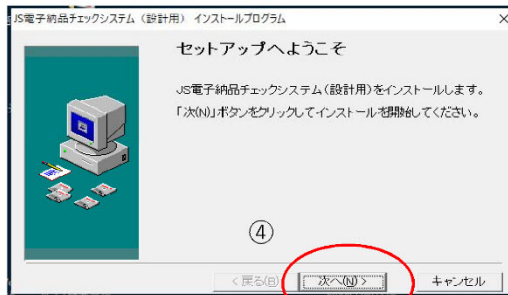 JS電子納品チェックシステム（設計用） インストールプログラム
セットアップへようこそ
JS電子納品チェックシステム(設計用)をインストールします。
「次(N)」ボタンをクリックしてインストールを開始してください。
④
< 戻る(B)
次へ(N) >
キャンセル